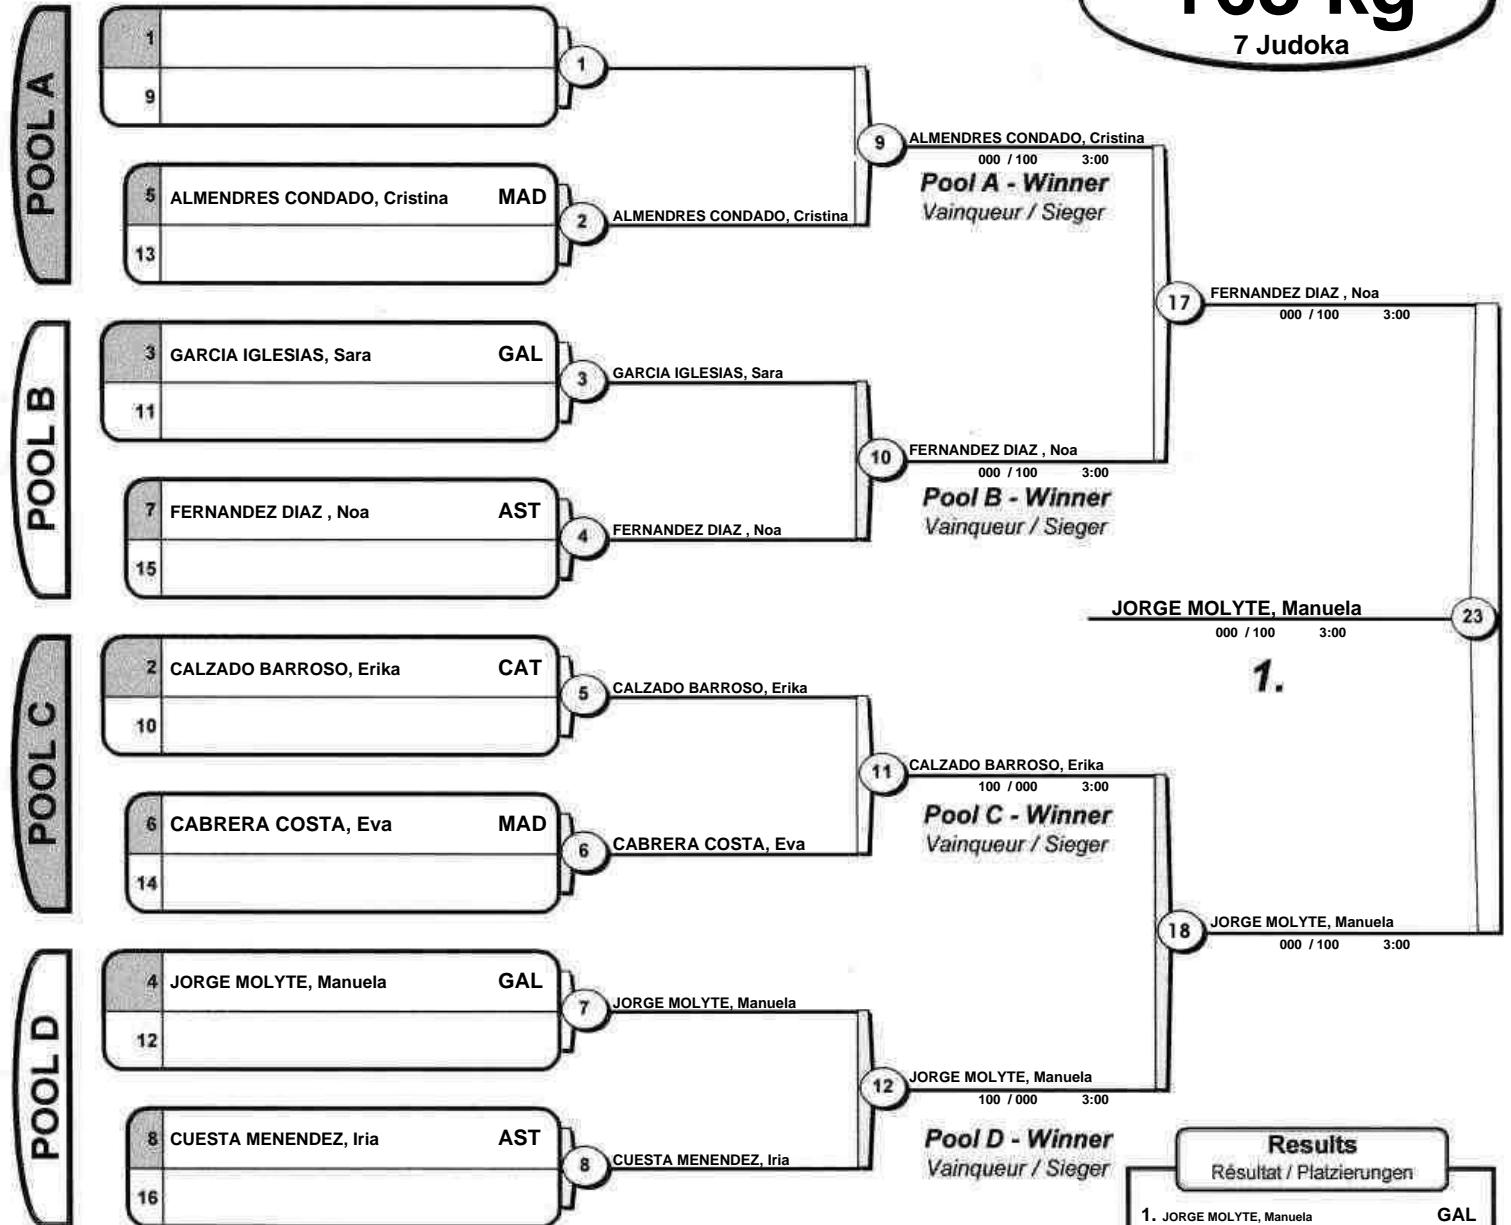 7 Judoka
POOL A
1
9
1
5 ALMENDRES CONDADO, Cristina MAD
13
2 ALMENDRES CONDADO, Cristina
9 ALMENDRES CONDADO, Cristina
000 / 100 3:00
Pool A - Winner
Vainqueur / Sieger
17 FERNANDEZ DIAZ , Noa
000 / 100 3:00
POOL B
3 GARCIA IGLESIAS, Sara GAL
11
3 GARCIA IGLESIAS, Sara
7 FERNANDEZ DIAZ , Noa AST
15
4 FERNANDEZ DIAZ , Noa
10 FERNANDEZ DIAZ , Noa
000 / 100 3:00
Pool B - Winner
Vainqueur / Sieger
JORGE MOLYTE, Manuela 23
000 / 100 3:00
1.
POOL C
2 CALZADO BARROSO, Erika CAT
10
5 CALZADO BARROSO, Erika
6 CABRERA COSTA, Eva MAD
14
6 CABRERA COSTA, Eva
11 CALZADO BARROSO, Erika
100 / 000 3:00
Pool C - Winner
Vainqueur / Sieger
18 JORGE MOLYTE, Manuela
000 / 100 3:00
POOL D
4 JORGE MOLYTE, Manuela GAL
12
7 JORGE MOLYTE, Manuela
8 CUESTA MENENDEZ, Iria AST
16
8 CUESTA MENENDEZ, Iria
12 JORGE MOLYTE, Manuela
100 / 000 3:00
Pool D - Winner
Vainqueur / Sieger
Results
Résultat / Platzierungen
1. JORGE MOLYTE, Manuela GAL